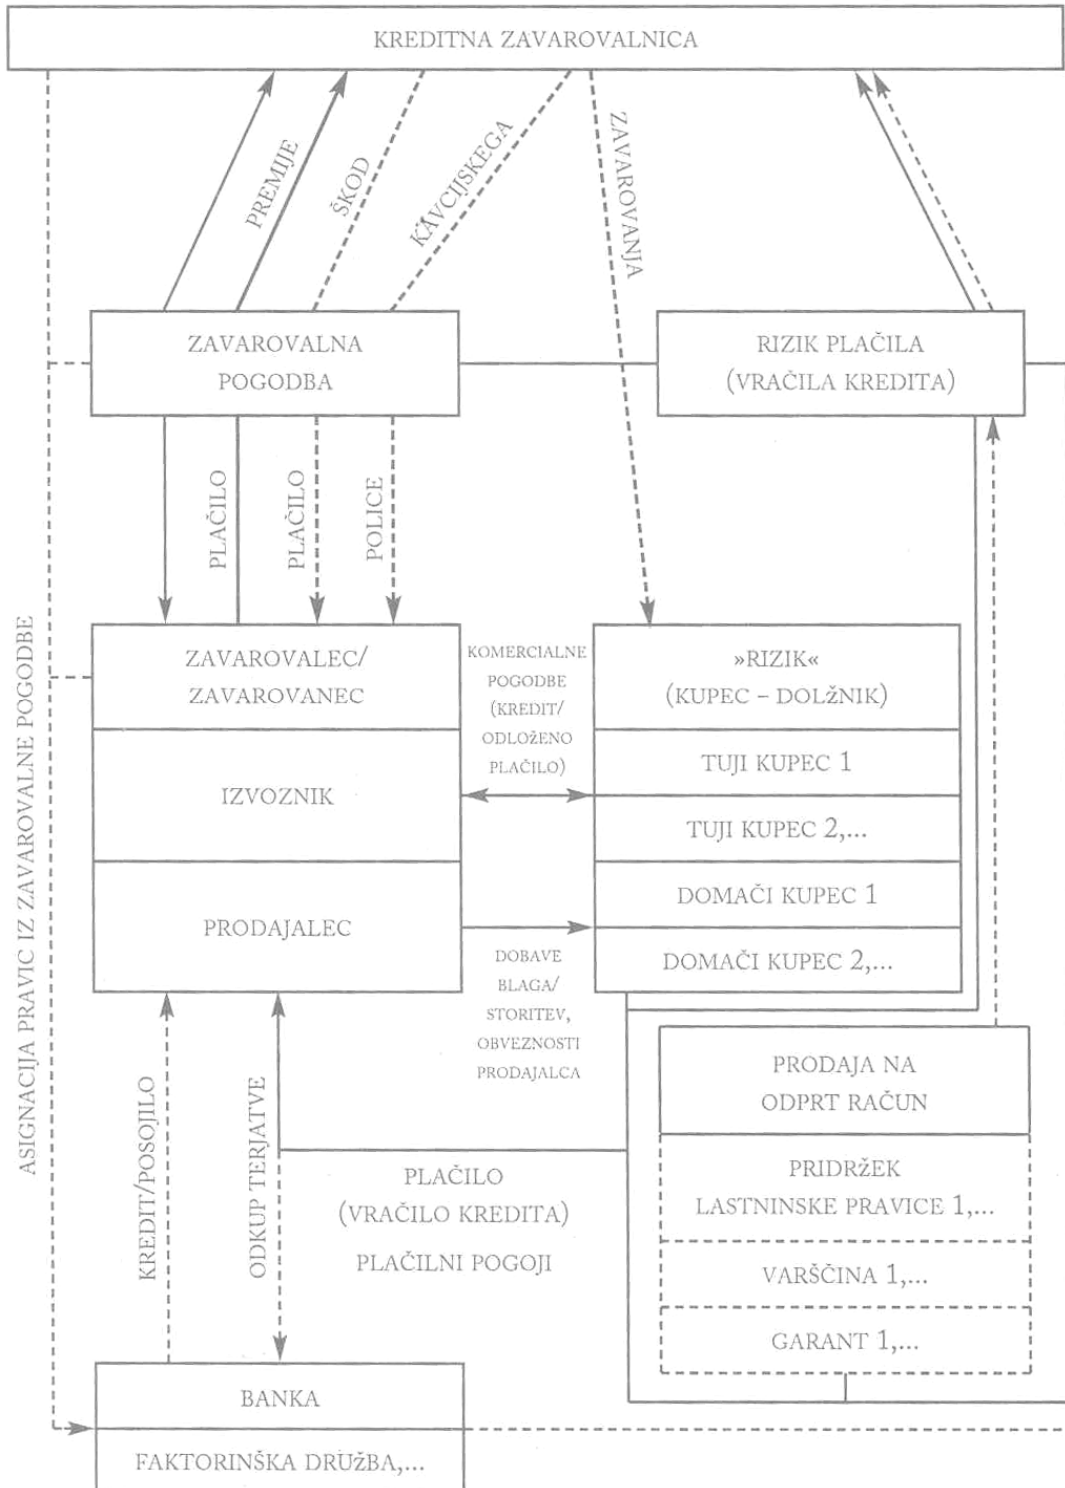 KREDITNA ZAVAROVALNICA
PREMIJE
ŠKOD
KAVCIJSKEGA
ZAVAROVANJA
ZAVAROVALNA
POGODBA
RIZIK PLAČILA
(VRAČILA KREDITA)
PLAČILO
PLAČILO
POLICE
ASIGNACIJA PRAVIC IZ ZAVAROVALNE POGODBE
ZAVAROVALEC/
ZAVAROVANEC
IZVOZNIK
PRODAJALEC
KOMERCIALNE
POGODBE
(KREDIT/
ODLOŽENO
PLAČILO)
»RIZIK«
(KUPEC – DOLŽNIK)
TUJI KUPEC 1
TUJI KUPEC 2,...
DOMAČI KUPEC 1
DOMAČI KUPEC 2,...
DOBAVE
BLAGA/
STORITEV,
OBVEZNOSTI
PRODAJALCA
KREDIT/POSOJILO
ODKUP TERJATVE
PLAČILO
(VRAČILO KREDITA)
PLAČILNI POGOJI
PRODAJA NA
ODPRT RAČUN
PRIDRŽEK
LASTNINSKE PRAVICE 1,...
VARŠČINA 1,...
GARANT 1,...
BANKA
FAKTORINŠKA DRUŽBA,...